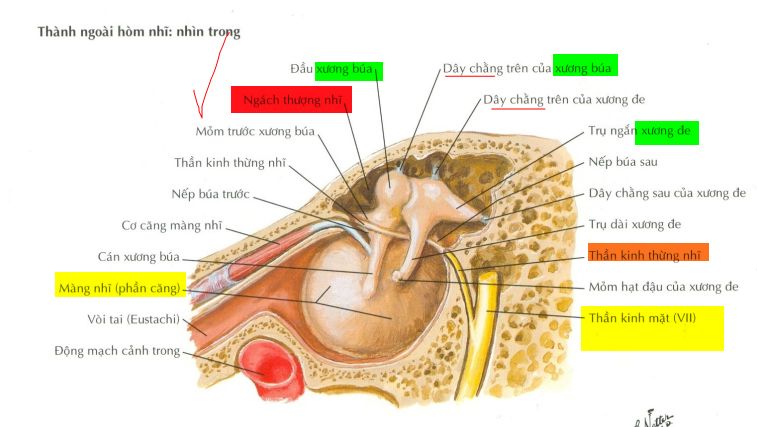 Thành ngoài hòm nhĩ: nhìn trong
Đầu xương búa
Ngách thượng nhĩ
Mỏm trước xương búa
Thần kinh thừng nhĩ
Nếp búa trước
Cơ căng màng nhĩ
Cán xương búa
Màng nhĩ (phần căng)
Vòi tai (Eustachi)
Động mạch cảnh trong
Dây chằng trên của xương búa
Dây chằng trên của xương đe
Trụ ngắn xương đe
Nếp búa sau
Dây chằng sau của xương đe
Trụ dài xương đe
Thần kinh thừng nhĩ
Mỏm hạt đậu của xương đe
Thần kinh mặt (VII)